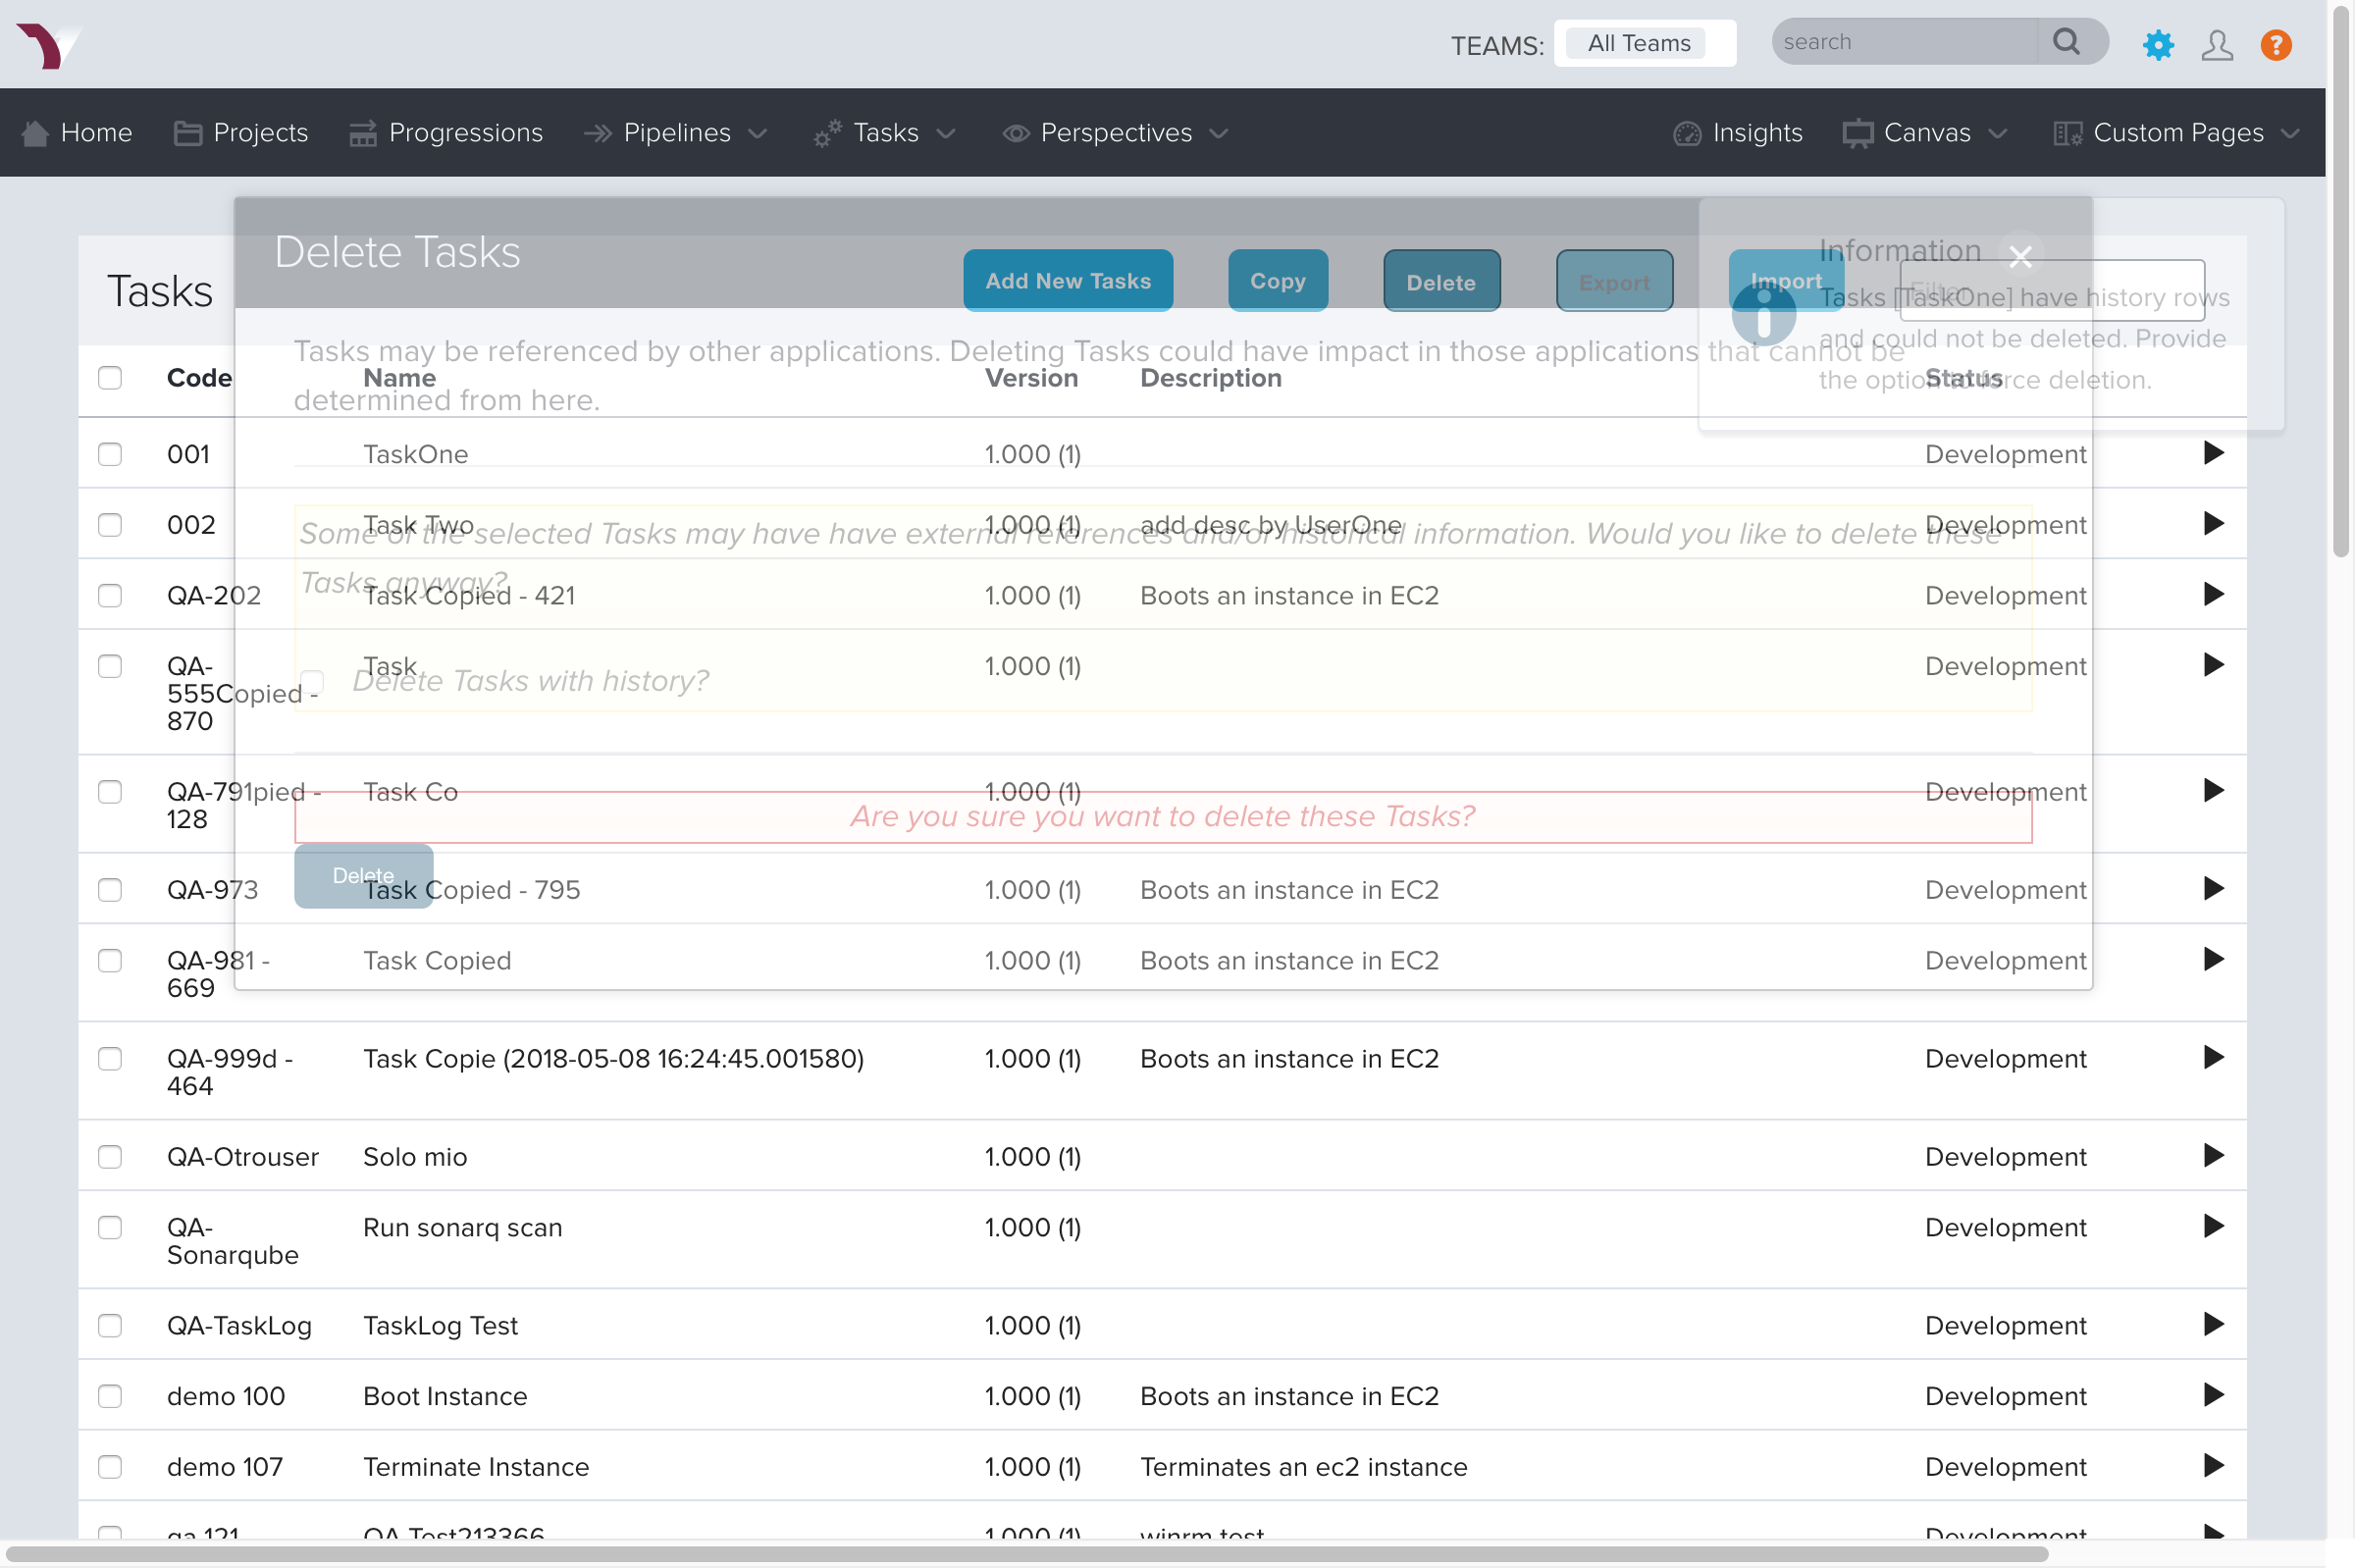 TEAMS: All Teams search
Home Projects Progressions Pipelines Tasks Perspectives Insights Canvas Custom Pages
Delete Tasks
Tasks
Add New Tasks Copy Delete Export Import
Filter
Information
Tasks [TaskOne] have history rows
and could not be deleted. Provide
the option to force deletion.
Tasks may be referenced by other applications. Deleting Tasks could have impact in those applications that cannot be
determined from here.
Code Name Version Description Status
001 TaskOne 1.000 (1) Development
002 Task Two 1.000 (1) add desc by UserOne Development
Some of the selected Tasks may have have external references and/or historical information. Would you like to delete these
Tasks anyway?
QA-202 Task Copied - 421 1.000 (1) Boots an instance in EC2 Development
QA- Task 1.000 (1) Development
555Copied -
870
Delete Tasks with history?
QA-791pied - Task Co 1.000 (1) Development
128
Are you sure you want to delete these Tasks?
Delete
QA-973 Task Copied - 795 1.000 (1) Boots an instance in EC2 Development
QA-981 - Task Copied 1.000 (1) Boots an instance in EC2 Development
669
QA-999d - Task Copie (2018-05-08 16:24:45.001580) 1.000 (1) Boots an instance in EC2 Development
464
QA-Otrouser Solo mio 1.000 (1) Development
QA- Run sonarq scan 1.000 (1) Development
Sonarqube
QA-TaskLog TaskLog Test 1.000 (1) Development
demo 100 Boot Instance 1.000 (1) Boots an instance in EC2 Development
demo 107 Terminate Instance 1.000 (1) Terminates an ec2 instance Development
qa 121 QA Test213366 1.000 (1) winrm test Development